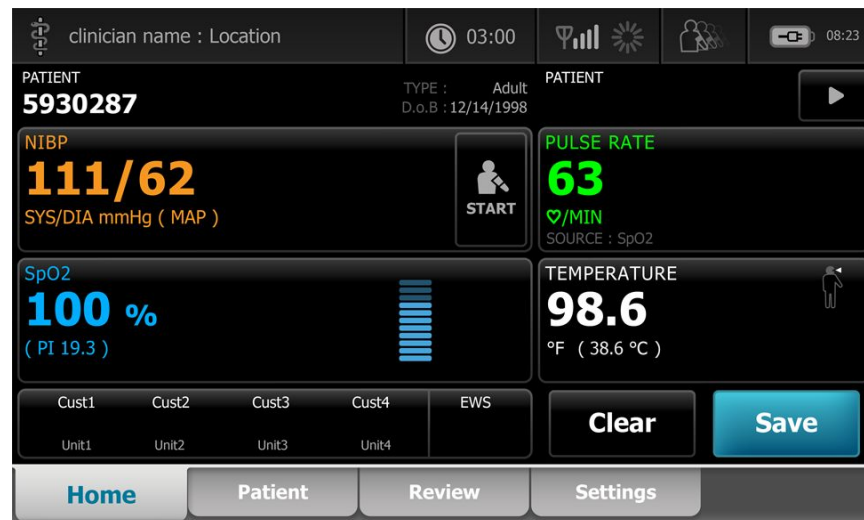 clinician name : Location
03:00
08:23
PATIENT
5930287
TYPE : Adult
D.o.B : 12/14/1998
PATIENT
NIBP
111/62
SYS/DIA mmHg ( MAP )
START
PULSE RATE
63
♡/MIN
SOURCE : SpO2
SpO2
100 %
( PI 19.3 )
TEMPERATURE
98.6
°F ( 38.6 °C )
Cust1 Cust2 Cust3 Cust4 EWS
Unit1 Unit2 Unit3 Unit4
Clear
Save
Home Patient Review Settings